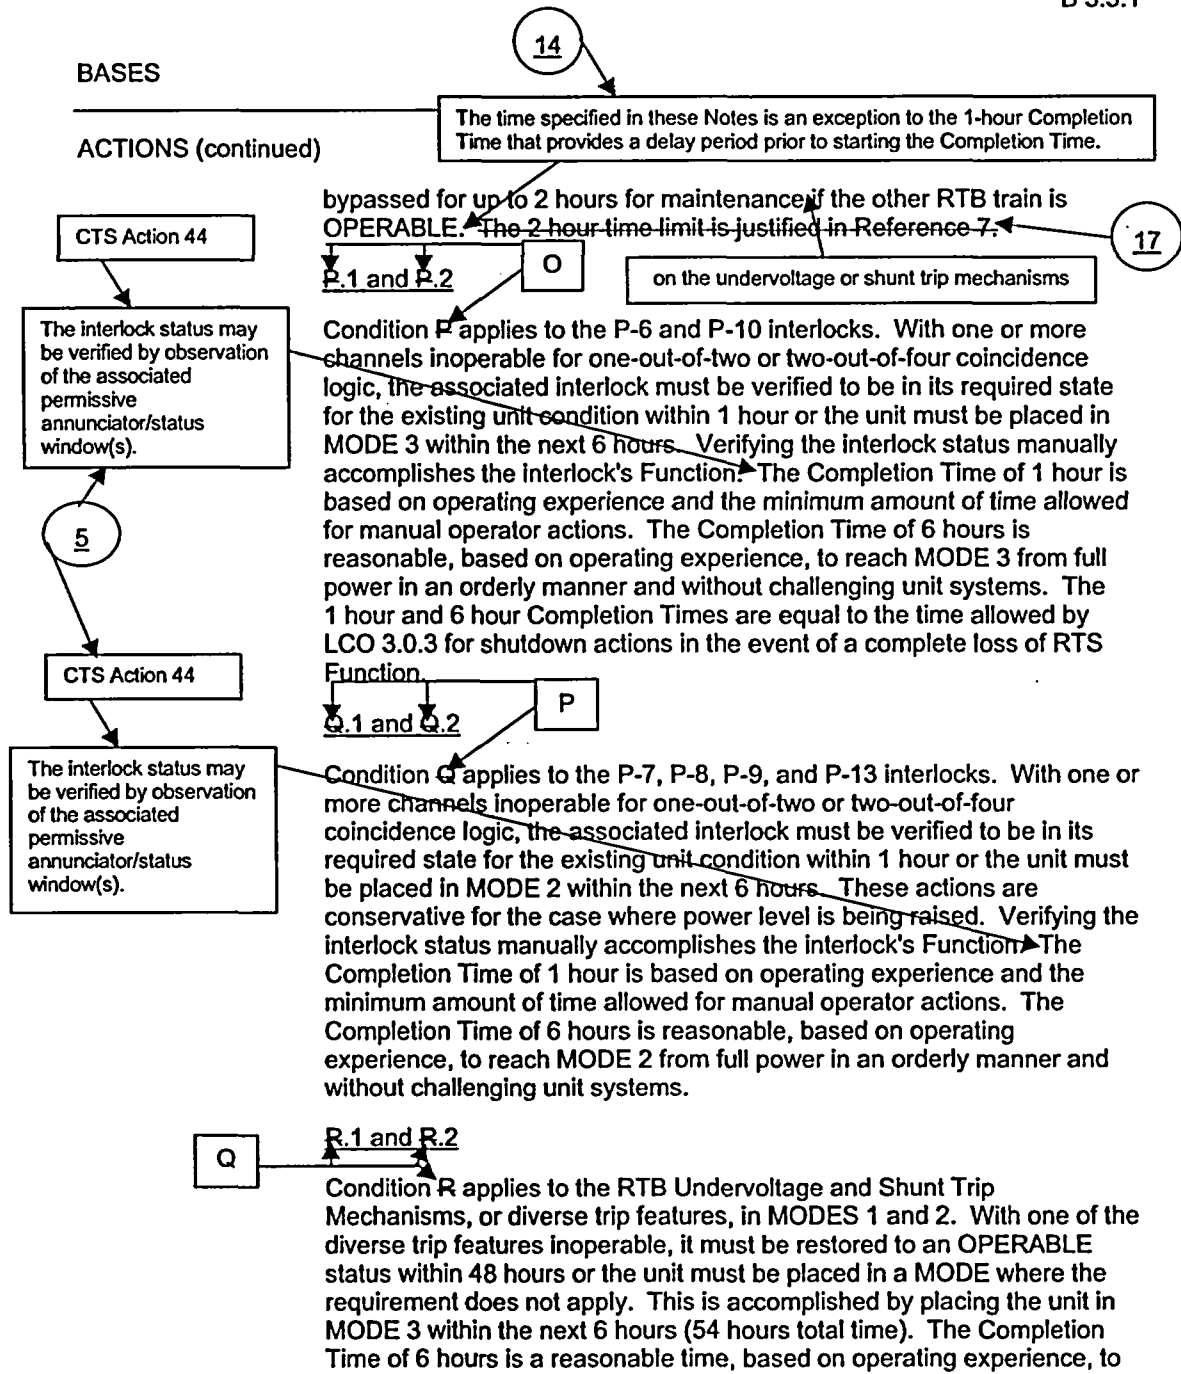 B 3.3.1
14
BASES
The time specified in these Notes is an exception to the 1-hour Completion
Time that provides a delay period prior to starting the Completion Time.
ACTIONS (continued)
bypassed for up to 2 hours for maintenance if the other RTB train is
OPERABLE. The 2 hour time limit is justified in Reference 7.
17
CTS Action 44
on the undervoltage or shunt trip mechanisms
P.1 and P.2
O
The interlock status may
be verified by observation
of the associated
permissive
annunciator/status
window(s).
Condition P applies to the P-6 and P-10 interlocks. With one or more
channels inoperable for one-out-of-two or two-out-of-four coincidence
logic, the associated interlock must be verified to be in its required state
for the existing unit condition within 1 hour or the unit must be placed in
MODE 3 within the next 6 hours. Verifying the interlock status manually
accomplishes the interlock's Function. The Completion Time of 1 hour is
based on operating experience and the minimum amount of time allowed
for manual operator actions. The Completion Time of 6 hours is
reasonable, based on operating experience, to reach MODE 3 from full
power in an orderly manner and without challenging unit systems. The
1 hour and 6 hour Completion Times are equal to the time allowed by
LCO 3.0.3 for shutdown actions in the event of a complete loss of RTS
Function.
5
CTS Action 44
Q.1 and Q.2
P
The interlock status may
be verified by observation
of the associated
permissive
annunciator/status
window(s).
Condition Q applies to the P-7, P-8, P-9, and P-13 interlocks. With one or
more channels inoperable for one-out-of-two or two-out-of-four
coincidence logic, the associated interlock must be verified to be in its
required state for the existing unit condition within 1 hour or the unit must
be placed in MODE 2 within the next 6 hours. These actions are
conservative for the case where power level is being raised. Verifying the
interlock status manually accomplishes the interlock's Function. The
Completion Time of 1 hour is based on operating experience and the
minimum amount of time allowed for manual operator actions. The
Completion Time of 6 hours is reasonable, based on operating
experience, to reach MODE 2 from full power in an orderly manner and
without challenging unit systems.
R.1 and R.2
Q
Condition R applies to the RTB Undervoltage and Shunt Trip
Mechanisms, or diverse trip features, in MODES 1 and 2. With one of the
diverse trip features inoperable, it must be restored to an OPERABLE
status within 48 hours or the unit must be placed in a MODE where the
requirement does not apply. This is accomplished by placing the unit in
MODE 3 within the next 6 hours (54 hours total time). The Completion
Time of 6 hours is a reasonable time, based on operating experience, to